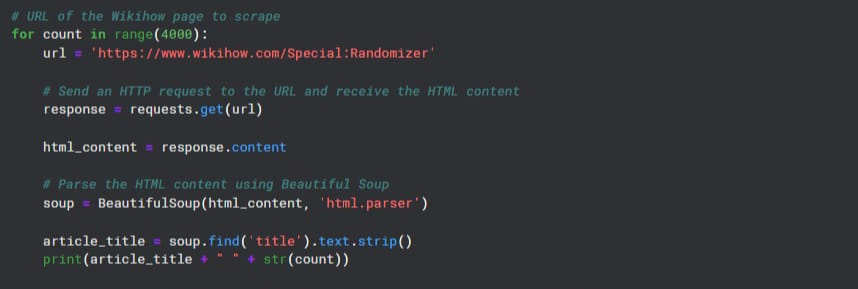 # URL of the Wikihow page to scrape
for count in range(4000):
    url = 'https://www.wikihow.com/Special:Randomizer'
    # Send an HTTP request to the URL and receive the HTML content
    response = requests.get(url)
    html_content = response.content
    # Parse the HTML content using Beautiful Soup
    soup = BeautifulSoup(html_content, 'html.parser')
    article_title = soup.find('title').text.strip()
    print(article_title + " " + str(count))